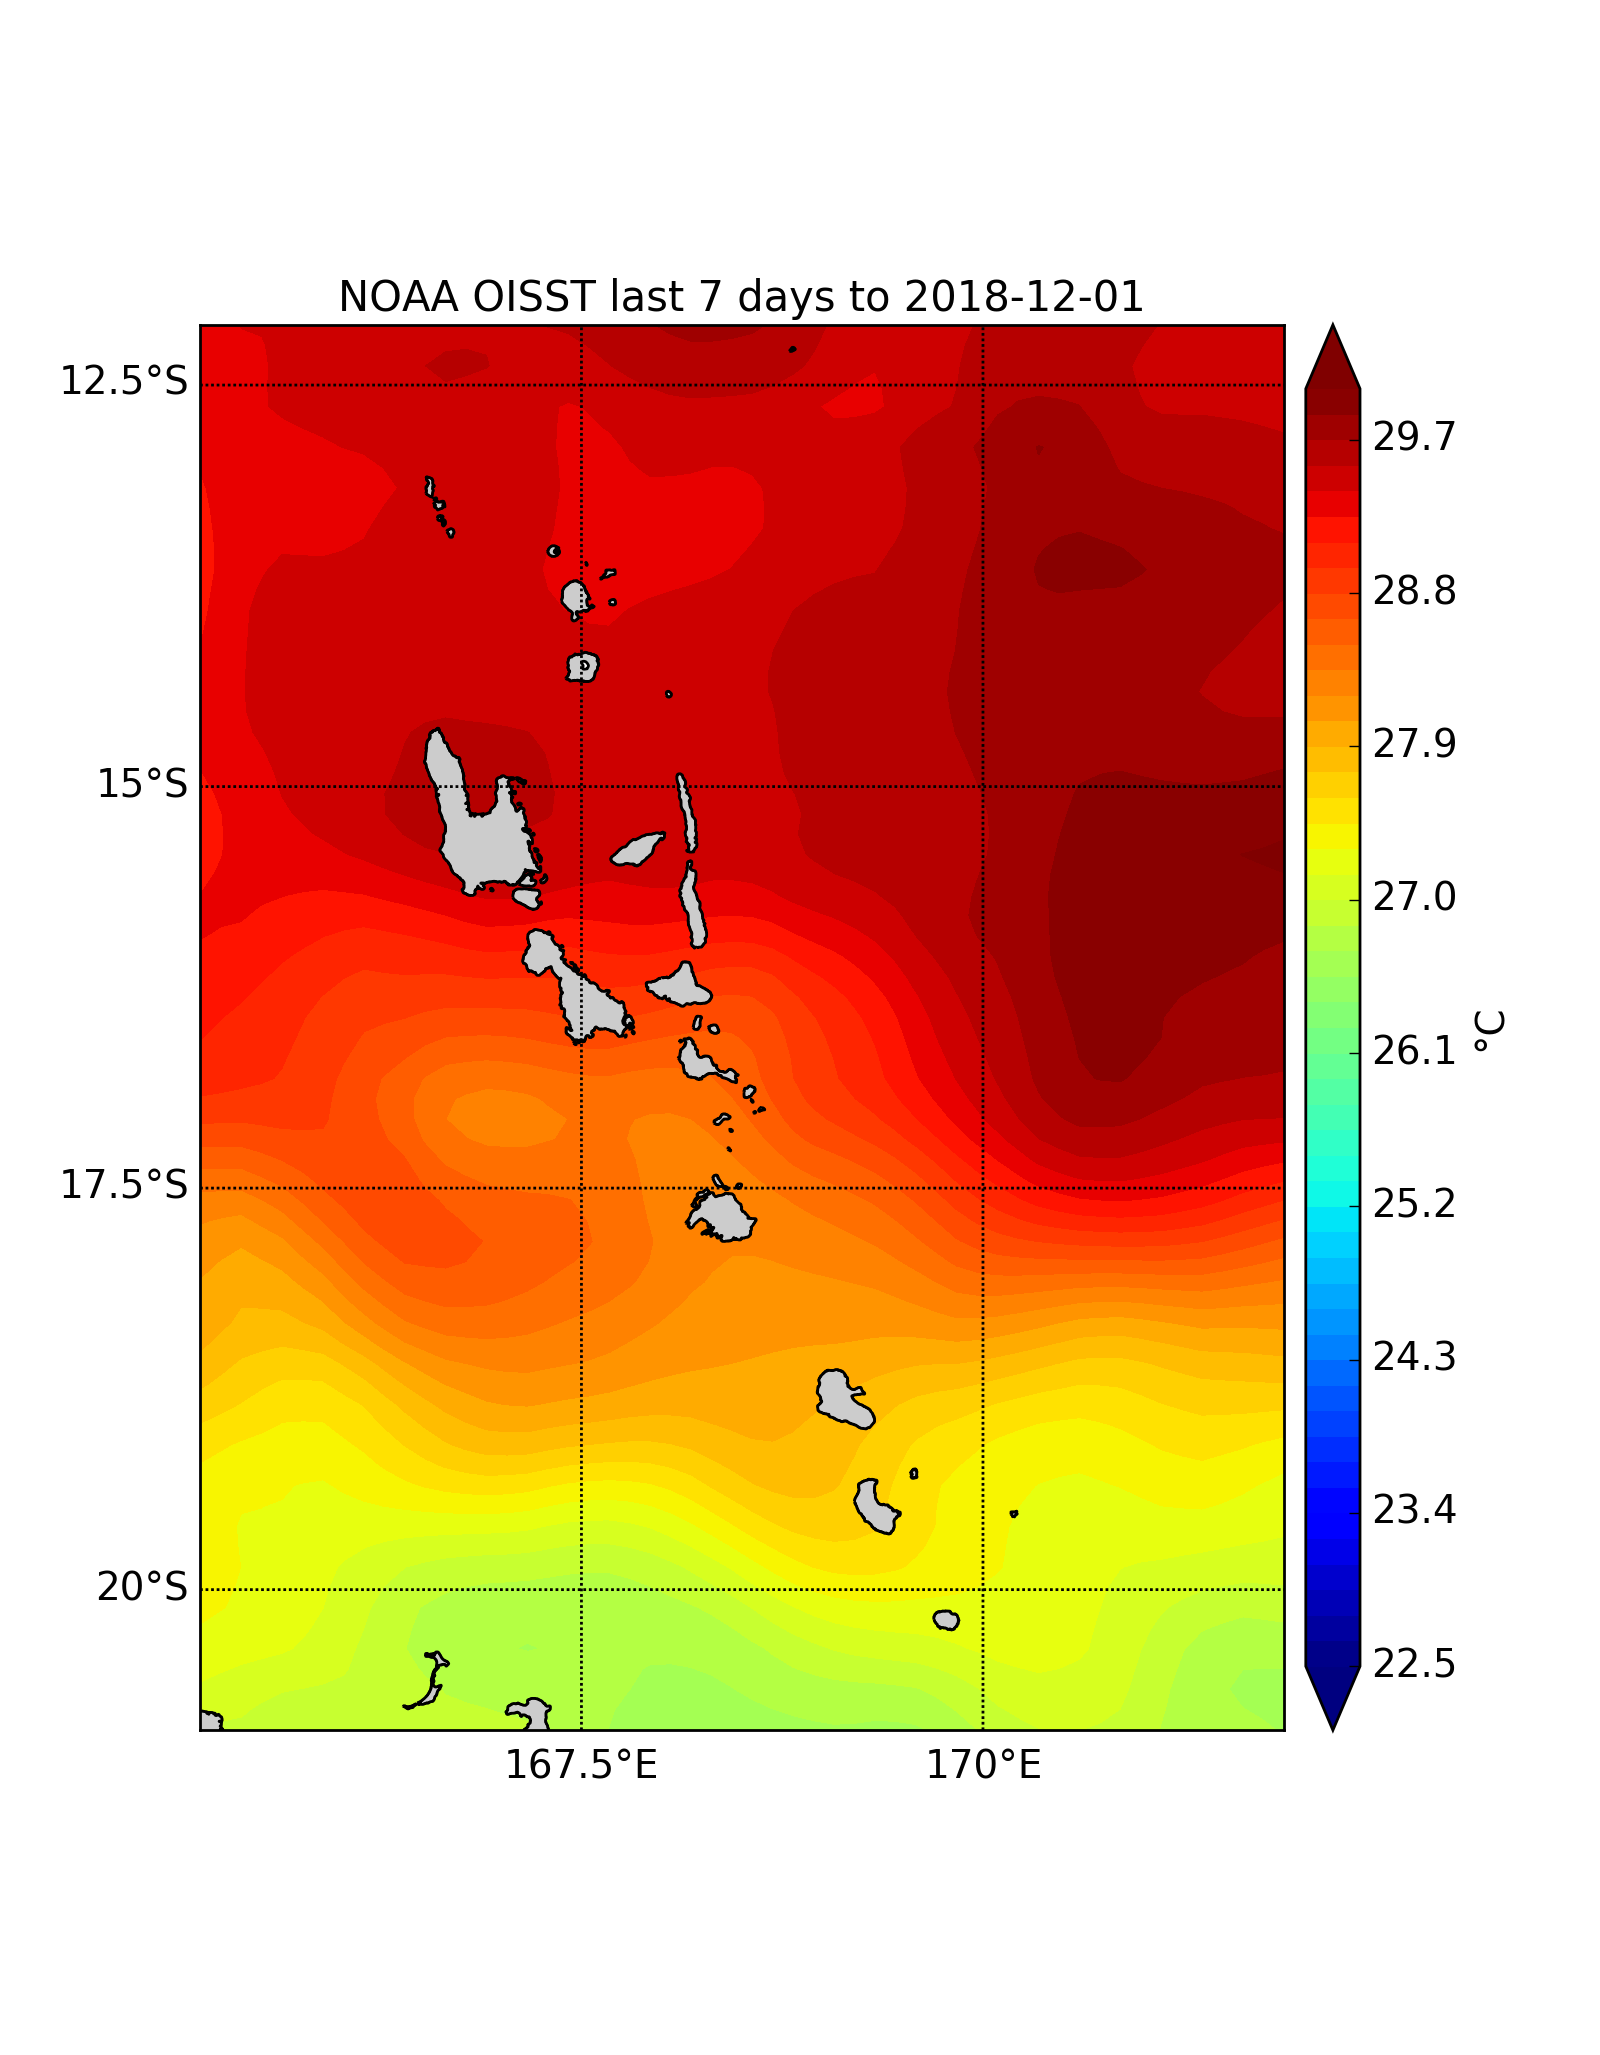 NOAA OISST last 7 days to 2018-12-01
12.5°S
15°S
17.5°S
20°S
167.5°E
170°E
29.7
28.8
27.9
27.0
26.1
25.2
24.3
23.4
22.5
°C